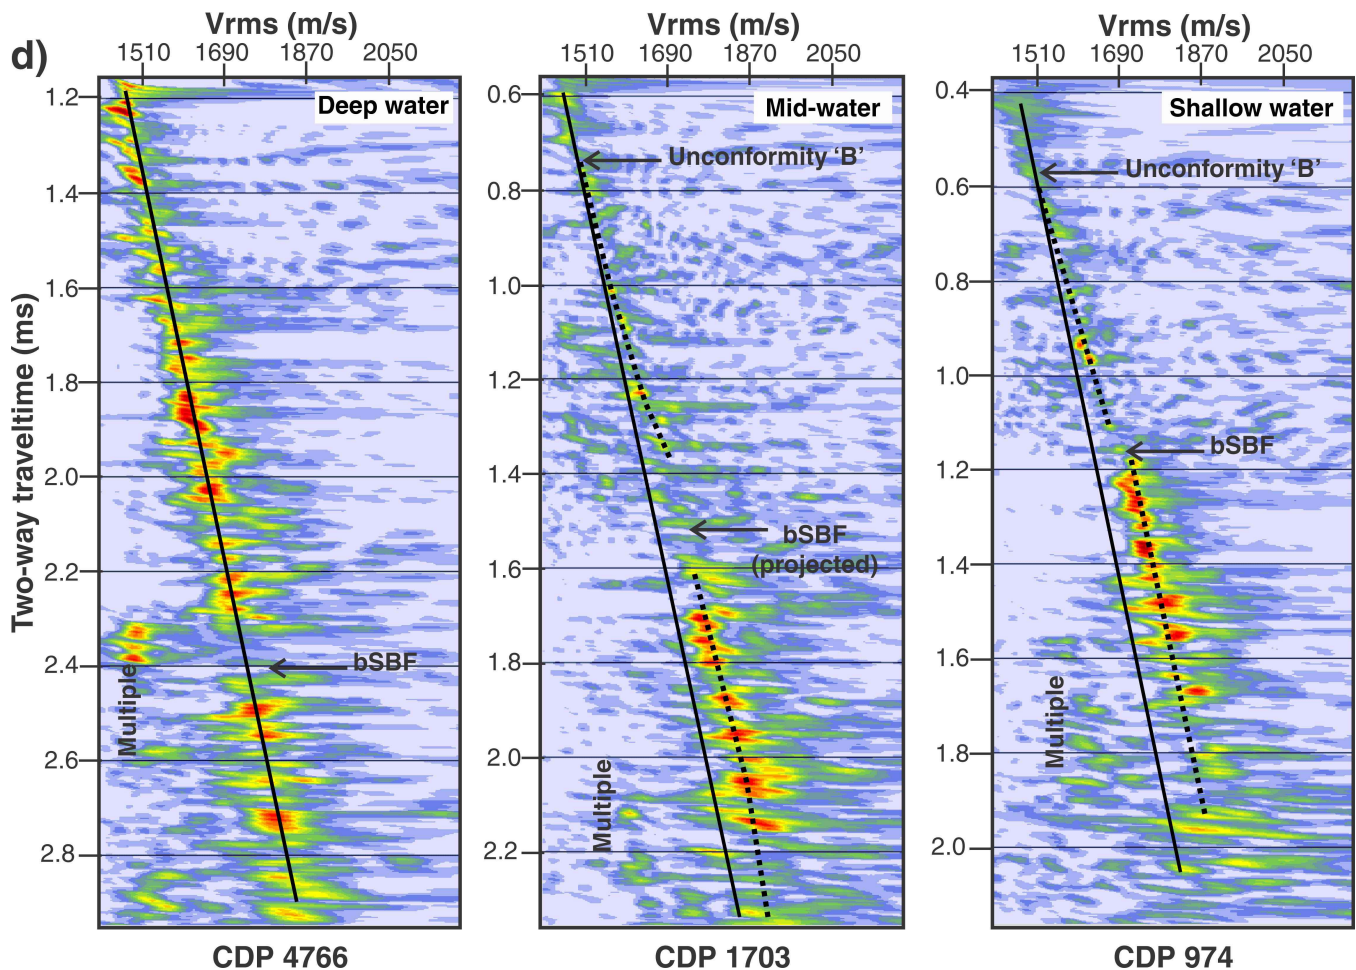 d)
Vrms (m/s)
1510 1690 1870 2050
Deep water
1.2
1.4
1.6
1.8
2.0
2.2
2.4
2.6
2.8
Two-way traveltime (ms)
bSBF
Multiple
CDP 4766
Vrms (m/s)
1510 1690 1870 2050
Mid-water
0.6
0.8
1.0
1.2
1.4
1.6
1.8
2.0
2.2
Unconformity ‘B’
bSBF
(projected)
Multiple
CDP 1703
Vrms (m/s)
1510 1690 1870 2050
Shallow water
0.4
0.6
0.8
1.0
1.2
1.4
1.6
1.8
2.0
Unconformity ‘B’
bSBF
Multiple
CDP 974